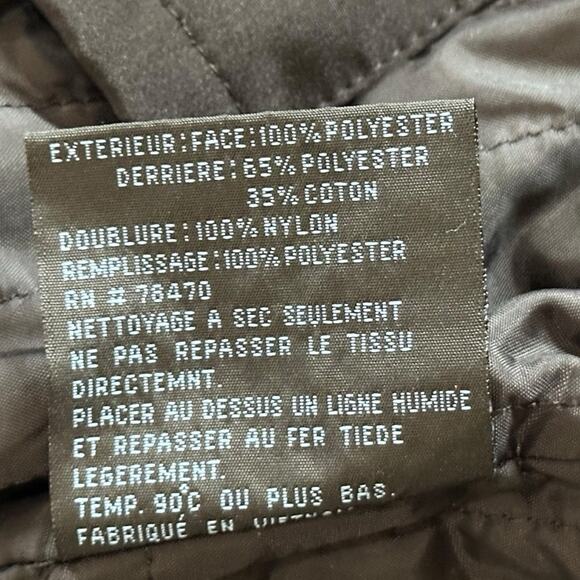 EXTERIEUR:FACE:100% POLYESTER
DERRIERE:65% POLYESTER
35% COTON
DOUBLURE:100% NYLON
REMPLISSAGE:100% POLYESTER
RN # 78470
NETTOYAGE A SEC SEULEMENT
NE PAS REPASSER LE TISSU
DIRECTEMNT.
PLACER AU DESSUS UN LIGNE HUMIDE
ET REPASSER AU FER TIEDE
LEGEREMENT.
TEMP. 90°C OU PLUS BAS.
FABRIQUÉ EN